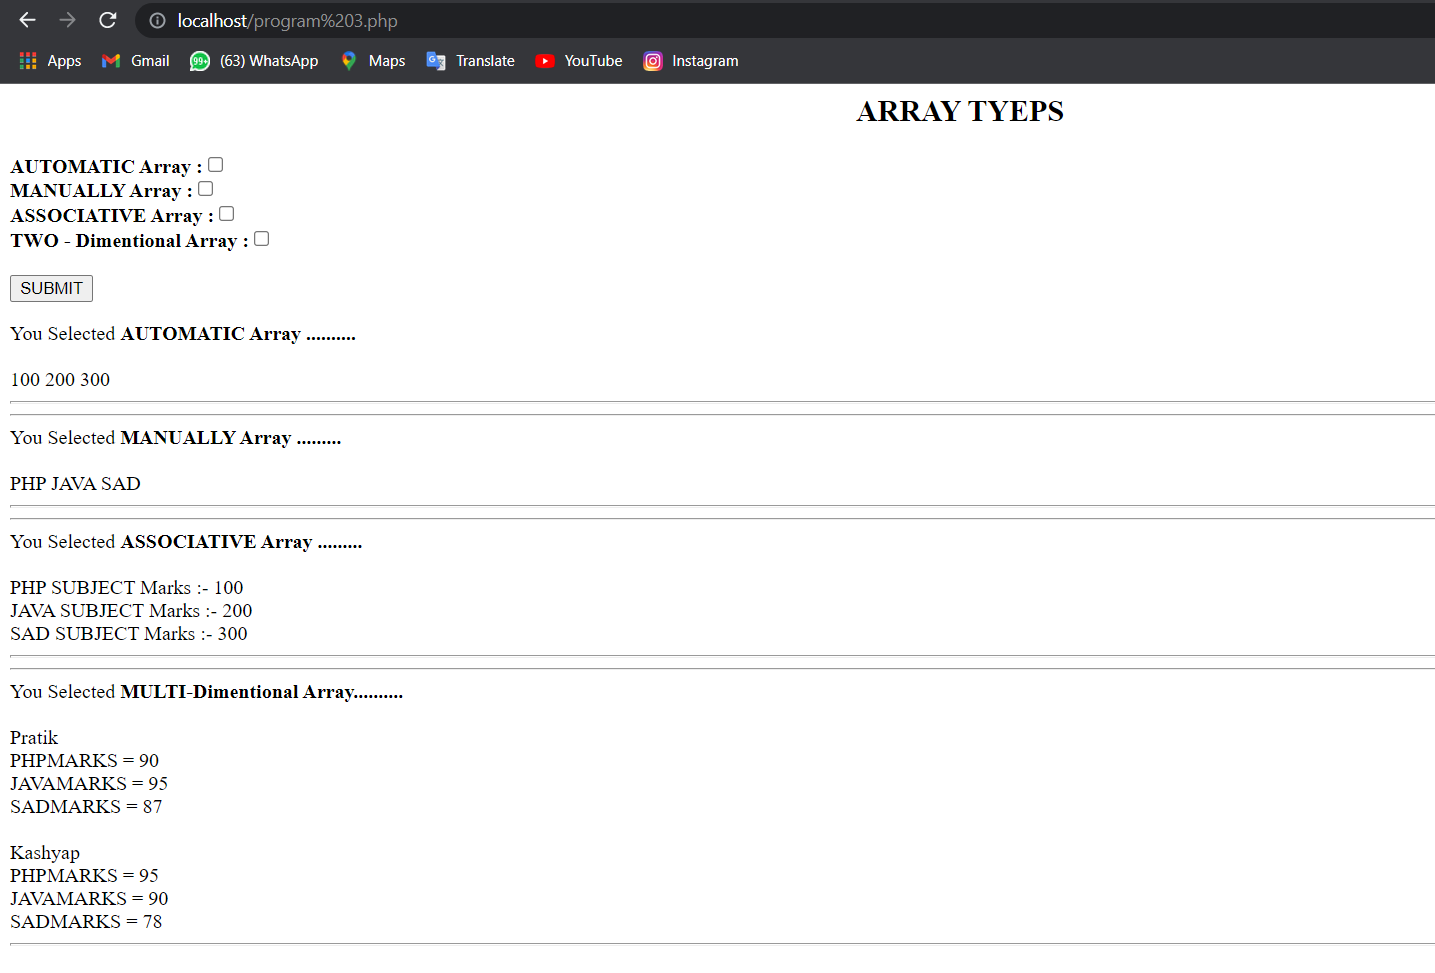 localhost/program%203.php
Apps Gmail 99+ (63) WhatsApp Maps Translate YouTube Instagram
ARRAY TYEPS
AUTOMATIC Array :
MANUALLY Array :
ASSOCIATIVE Array :
TWO - Dimentional Array :
SUBMIT
You Selected AUTOMATIC Array ..........
100 200 300
You Selected MANUALLY Array .........
PHP JAVA SAD
You Selected ASSOCIATIVE Array .........
PHP SUBJECT Marks :- 100
JAVA SUBJECT Marks :- 200
SAD SUBJECT Marks :- 300
You Selected MULTI-Dimentional Array..........
Pratik
PHPMARKS = 90
JAVAMARKS = 95
SADMARKS = 87
Kashyap
PHPMARKS = 95
JAVAMARKS = 90
SADMARKS = 78